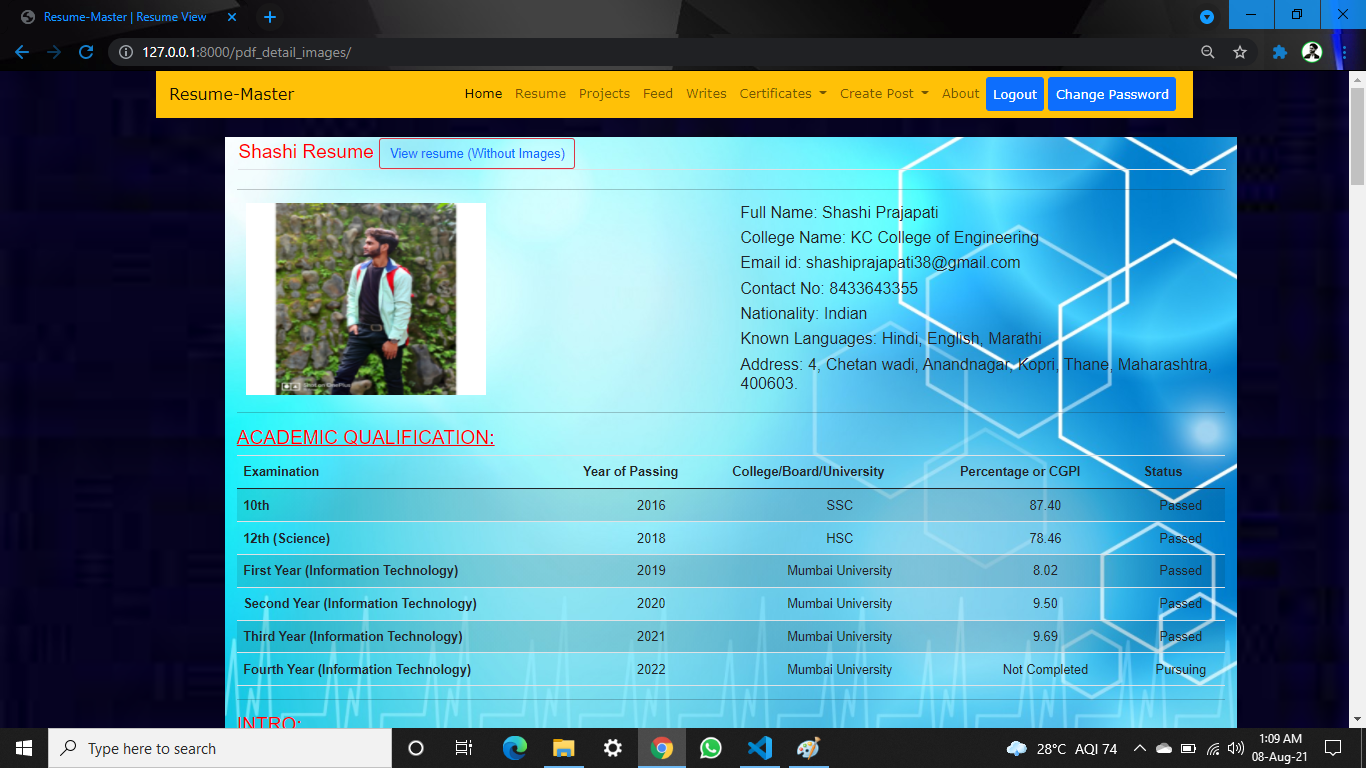 Resume-Master | Resume View
127.0.0.1:8000/pdf_detail_images/
Resume-Master Home Resume Projects Feed Writes Certificates Create Post About Logout Change Password
Shashi Resume View resume (Without Images)
Full Name: Shashi Prajapati
College Name: KC College of Engineering
Email id: shashiprajapati38@gmail.com
Contact No: 8433643355
Nationality: Indian
Known Languages: Hindi, English, Marathi
Address: 4, Chetan wadi, Anandnagar, Kopri, Thane, Maharashtra,
400603.
Shot on OnePlus
ACADEMIC QUALIFICATION:
Examination Year of Passing College/Board/University Percentage or CGPI Status
10th 2016 SSC 87.40 Passed
12th (Science) 2018 HSC 78.46 Passed
First Year (Information Technology) 2019 Mumbai University 8.02 Passed
Second Year (Information Technology) 2020 Mumbai University 9.50 Passed
Third Year (Information Technology) 2021 Mumbai University 9.69 Passed
Fourth Year (Information Technology) 2022 Mumbai University Not Completed Pursuing
INTRO:
Type here to search 28°C AQI 74 1:09 AM
08-Aug-21